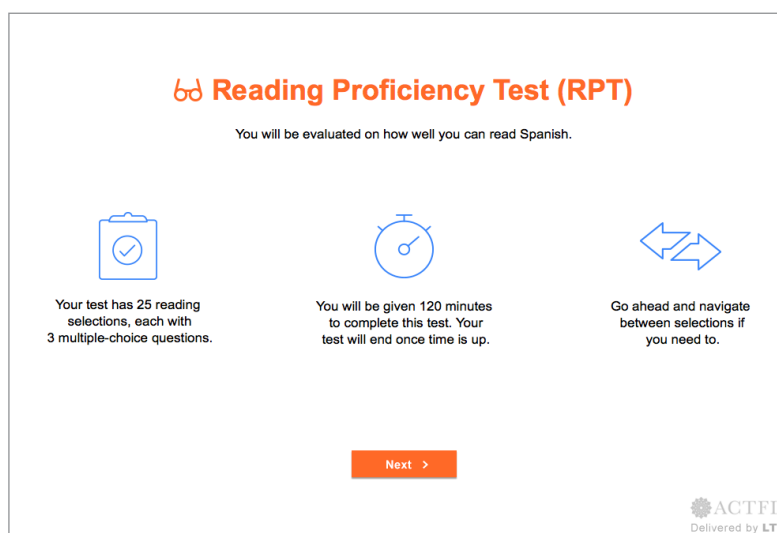 Reading Proficiency Test (RPT)
You will be evaluated on how well you can read Spanish.
Your test has 25 reading
selections, each with
3 multiple-choice questions.
You will be given 120 minutes
to complete this test. Your
test will end once time is up.
Go ahead and navigate
between selections if
you need to.
Next
Delivered by